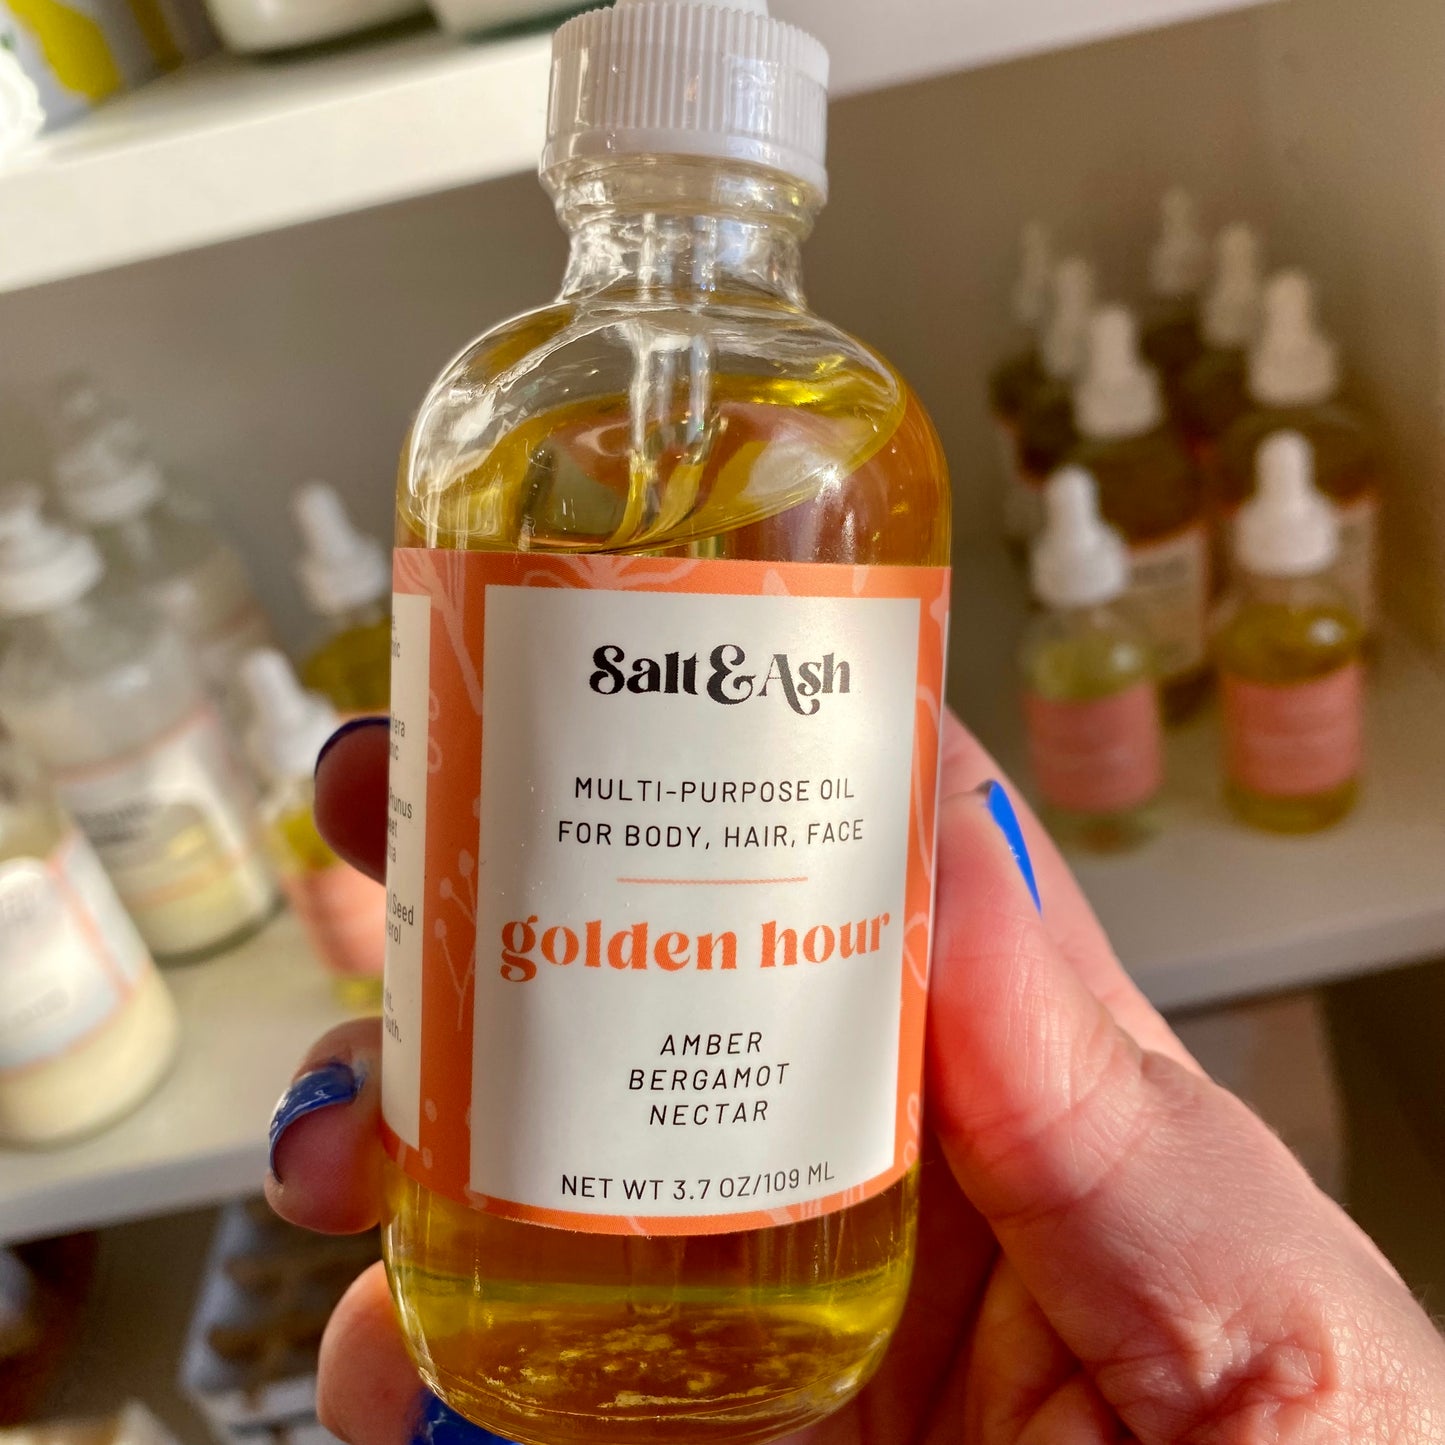 Salt & Ash
MULTI-PURPOSE OIL
FOR BODY, HAIR, FACE
golden hour
AMBER
BERGAMOT
NECTAR
NET WT 3.7 OZ/109 ML
Seed